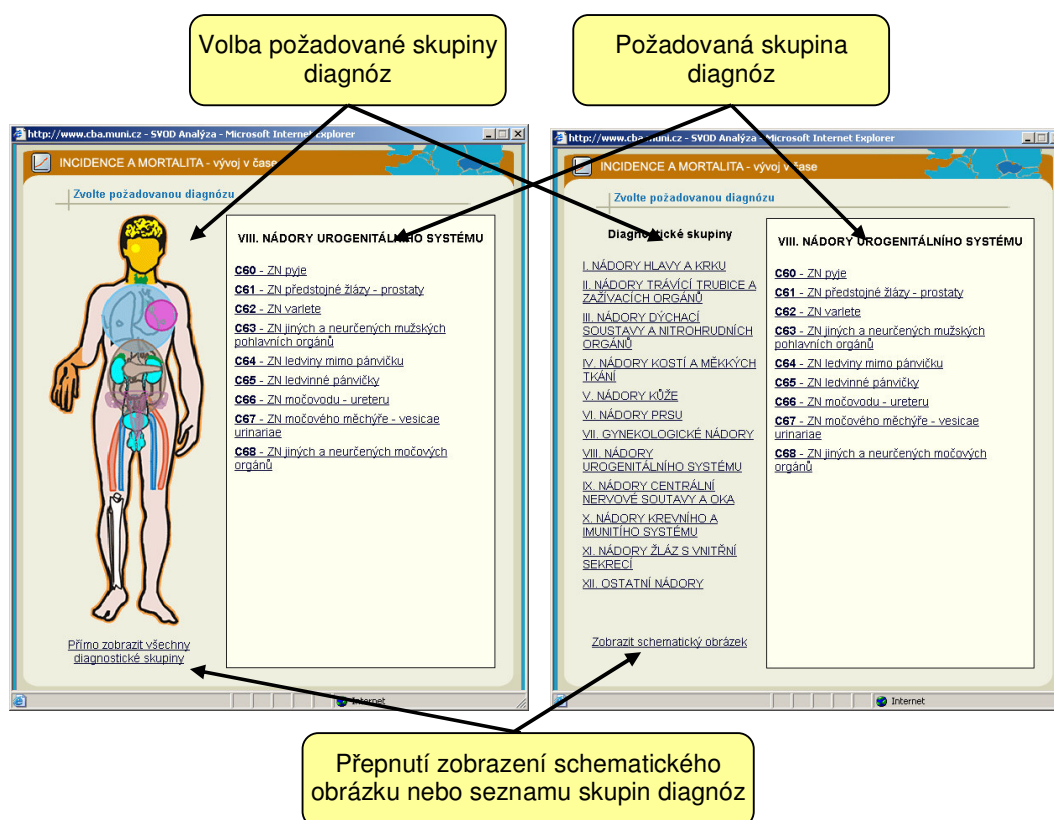 Volba požadované skupiny
diagnóz
Požadovaná skupina
diagnóz
http://www.cba.muni.cz - SVOD Analýza - Microsoft Internet Explorer
INCIDENCE A MORTALITA - vývoj v čase
Zvolte požadovanou diagnózu
VIII. NÁDORY UROGENITÁLNÍHO SYSTÉMU
C60 - ZN pyje
C61 - ZN předstojné žlázy - prostaty
C62 - ZN varlete
C63 - ZN jiných a neurčených mužských
pohlavních orgánů
C64 - ZN ledviny mimo pánvičku
C65 - ZN ledvinné pánvičky
C66 - ZN močovodu - ureteru
C67 - ZN močového měchýře - vesicae
urinariae
C68 - ZN jiných a neurčených močových
orgánů
Přímo zobrazit všechny
diagnostické skupiny
Internet
http://www.cba.muni.cz - SVOD Analýza - Microsoft Internet Explorer
INCIDENCE A MORTALITA - vývoj v čase
Zvolte požadovanou diagnózu
Diagnostické skupiny
I. NÁDORY HLAVY A KRKU
II. NÁDORY TRÁVÍCÍ TRUBICE A
ZAŽÍVACÍCH ORGÁNŮ
III. NÁDORY DÝCHACÍ
SOUSTAVY A NITROHRUDNÍCH
ORGÁNŮ
IV. NÁDORY KOSTÍ A MĚKKÝCH
TKÁNÍ
V. NÁDORY KŮŽE
VI. NÁDORY PRSU
VII. GYNEKOLOGICKÉ NÁDORY
VIII. NÁDORY
UROGENITÁLNÍHO SYSTÉMU
IX. NÁDORY CENTRÁLNÍ
NERVOVÉ SOUTAVY A OKA
X. NÁDORY KREVNÍHO A
IMUNITÍHO SYSTÉMU
XI. NÁDORY ŽLÁZ S VNITŘNÍ
SEKRECÍ
XII. OSTATNÍ NÁDORY
Zobrazit schematický obrázek
VIII. NÁDORY UROGENITÁLNÍHO SYSTÉMU
C60 - ZN pyje
C61 - ZN předstojné žlázy - prostaty
C62 - ZN varlete
C63 - ZN jiných a neurčených mužských
pohlavních orgánů
C64 - ZN ledviny mimo pánvičku
C65 - ZN ledvinné pánvičky
C66 - ZN močovodu - ureteru
C67 - ZN močového měchýře - vesicae
urinariae
C68 - ZN jiných a neurčených močových
orgánů
Internet
Přepnutí zobrazení schematického
obrázku nebo seznamu skupin diagnóz